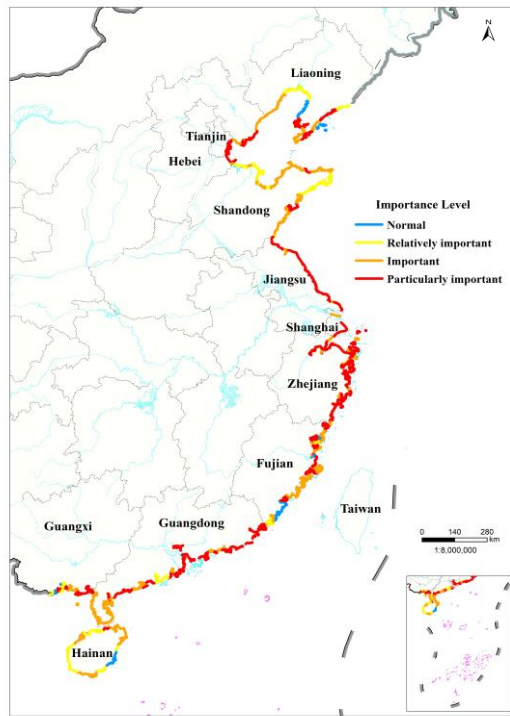 N
Liaoning
Tianjin
Hebei
Shandong
Importance Level
Normal
Relatively important
Important
Particularly important
Jiangsu
Shanghai
Zhejiang
Fujian
Taiwan
Guangxi
Guangdong
0 140 280
km
1:8,000,000
Hainan